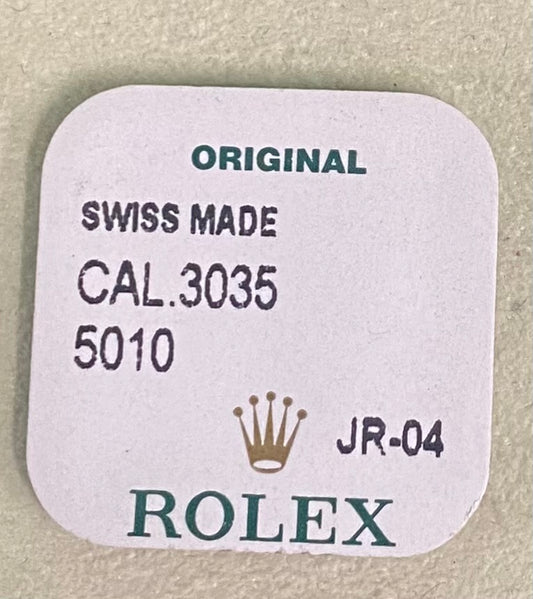 ORIGINAL
SWISS MADE
CAL.3035
5010
JR-04
ROLEX